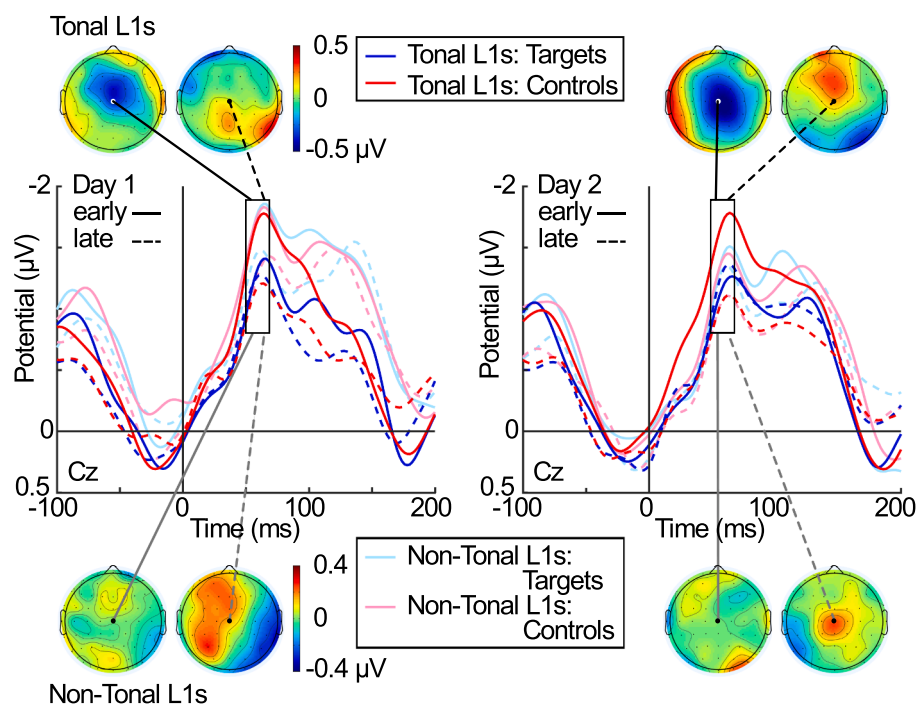 Tonal L1s
0.5
0
-0.5 μV
Tonal L1s: Targets
Tonal L1s: Controls
-2
Day 1
early
late
Potential (μV)
0
0.5
Cz
-100
0
100
200
Time (ms)
-2
Day 2
early
late
Potential (μV)
0
0.5
Cz
-100
0
100
200
Time (ms)
0.4
0
-0.4 μV
Non-Tonal L1s:
Targets
Non-Tonal L1s:
Controls
Non-Tonal L1s